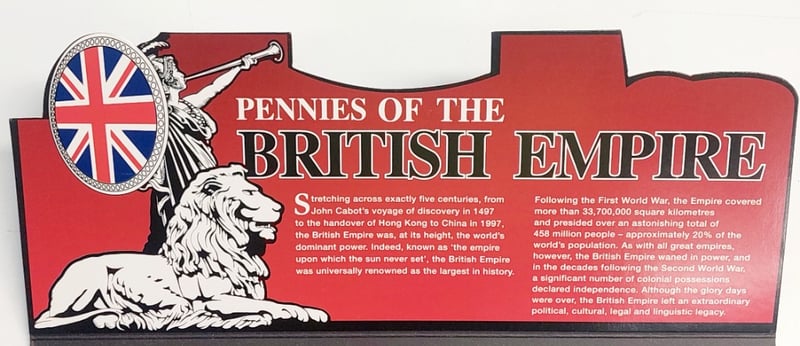 PENNIES OF THE
BRITISH EMPIRE
Stretching across exactly five centuries, from
John Cabot's voyage of discovery in 1497
to the handover of Hong Kong to China in 1997,
the British Empire was, at its height, the world's
dominant power. Indeed, known as 'the empire
upon which the sun never set', the British Empire
was universally renowned as the largest in history.
Following the First World War, the Empire covered
more than 33,700,000 square kilometres
and presided over an astonishing total of
458 million people – approximately 20% of the
world's population. As with all great empires,
however, the British Empire waned in power, and
in the decades following the Second World War,
a significant number of colonial possessions
declared independence. Although the glory days
were over, the British Empire left an extraordinary
political, cultural, legal and linguistic legacy.